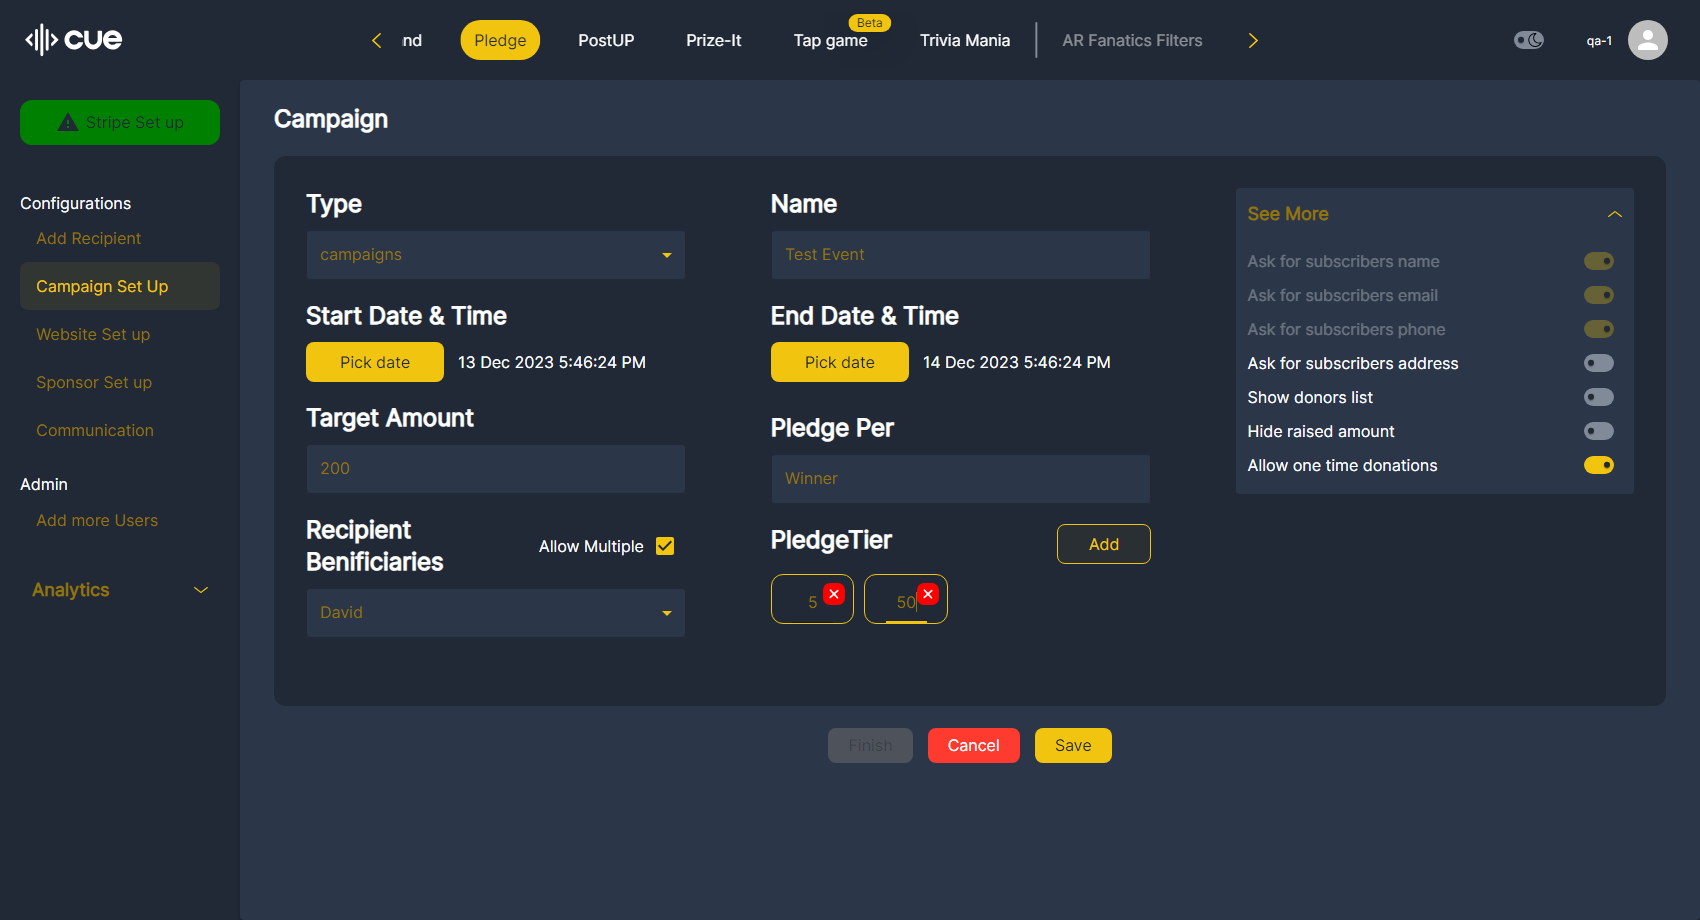 cue
nd
Pledge
PostUP
Prize-It
Beta
Tap game
Trivia Mania
AR Fanatics Filters
qa-1
Stripe Set up
Configurations
Add Recipient
Campaign Set Up
Website Set up
Sponsor Set up
Communication
Admin
Add more Users
Analytics
Campaign
Type
campaigns
Name
Test Event
Start Date & Time
Pick date
13 Dec 2023 5:46:24 PM
End Date & Time
Pick date
14 Dec 2023 5:46:24 PM
Target Amount
200
Pledge Per
Winner
Recipient
Benificiaries
Allow Multiple
David
PledgeTier
Add
5
50
See More
Ask for subscribers name
Ask for subscribers email
Ask for subscribers phone
Ask for subscribers address
Show donors list
Hide raised amount
Allow one time donations
Finish
Cancel
Save